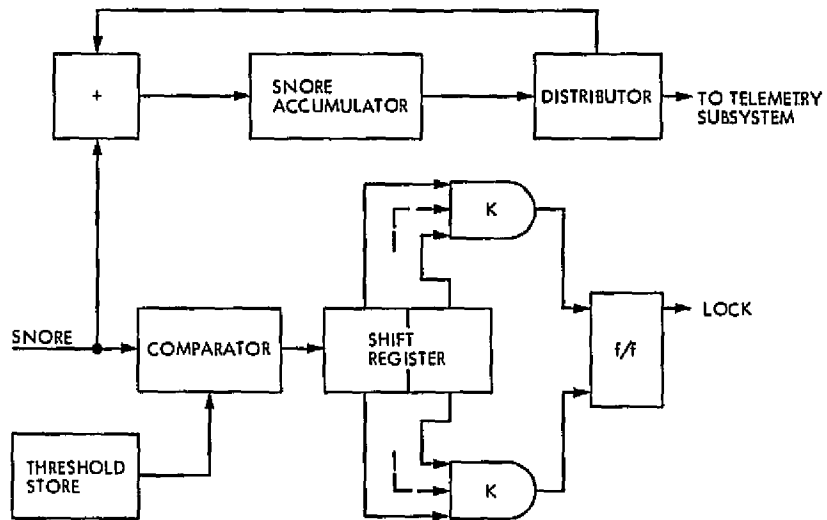 +
SNORE
ACCUMULATOR
DISTRIBUTOR
TO TELEMETRY
SUBSYSTEM
K
SNORE
COMPARATOR
SHIFT
REGISTER
f/f
LOCK
THRESHOLD
STORE
K